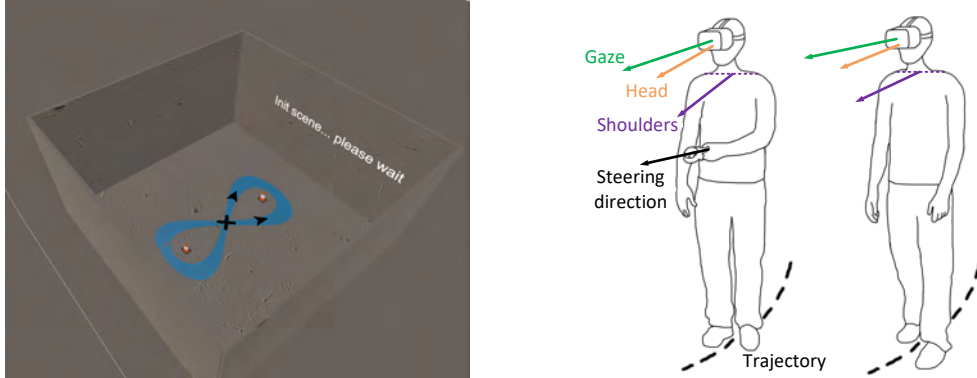 Init scene... please wait
Gaze
Head
Shoulders
Steering
direction
Trajectory